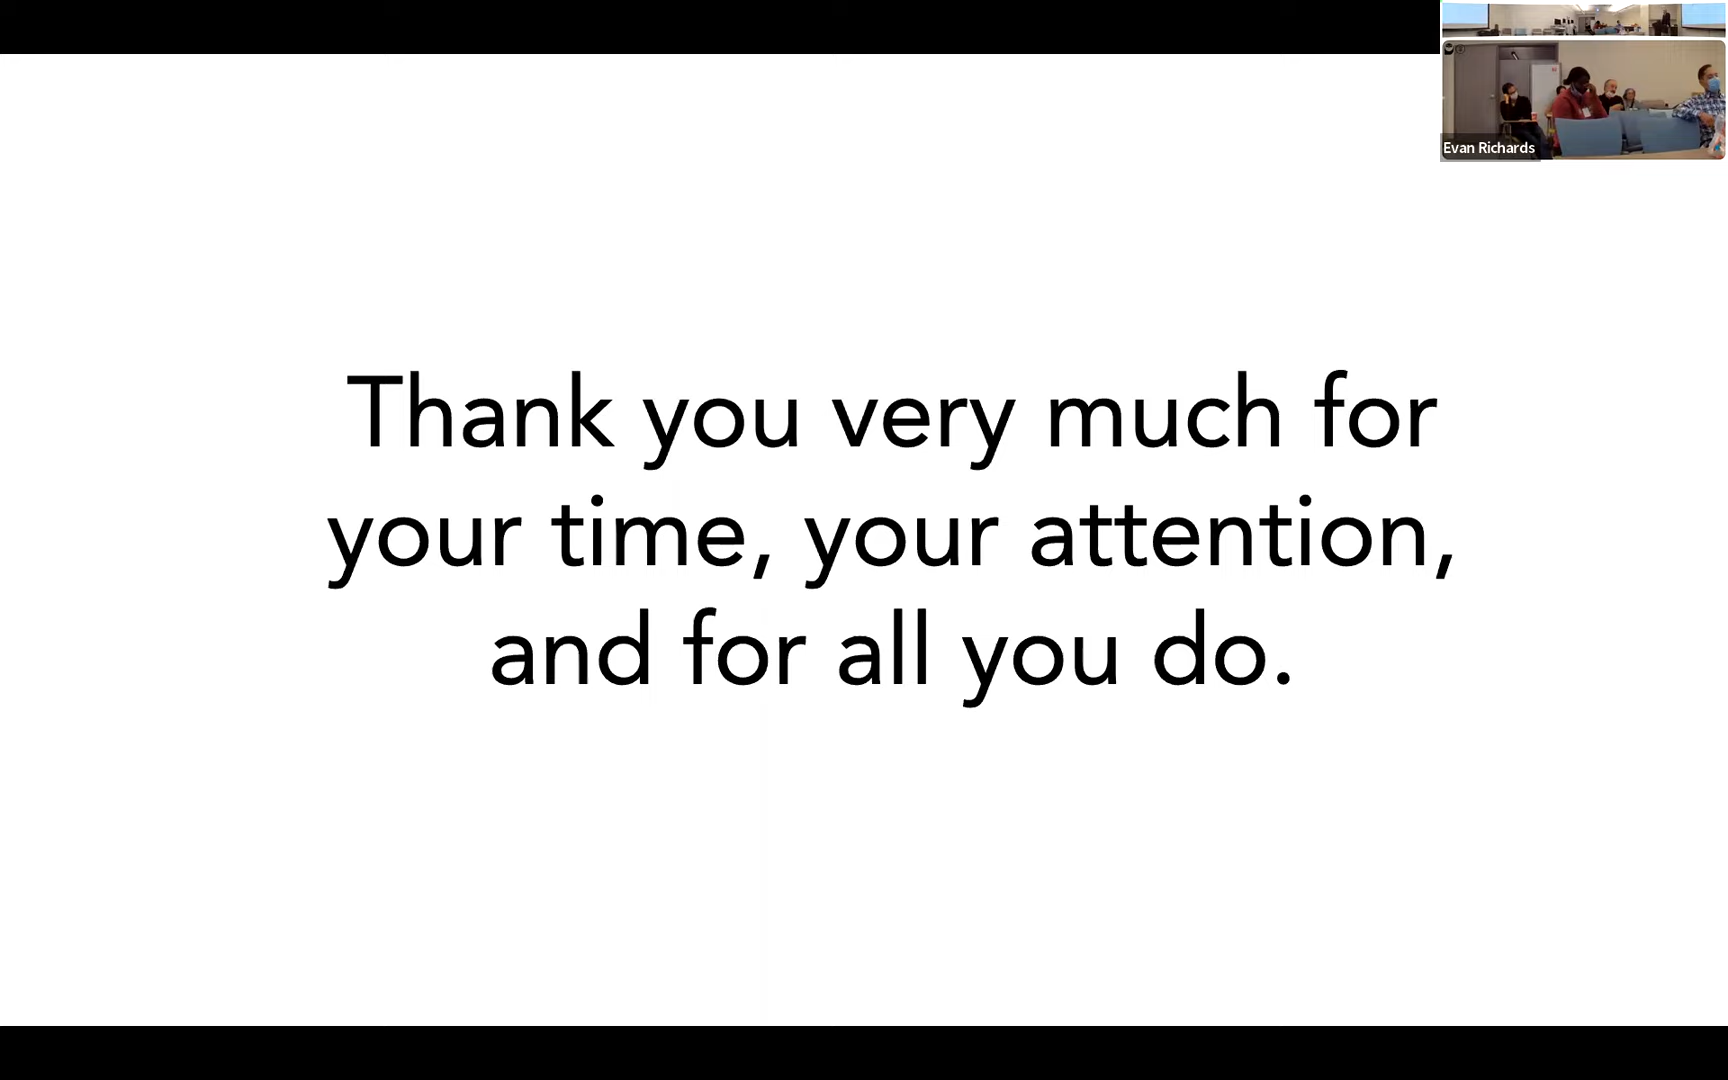 Evan Richards
Thank you very much for
your time, your attention,
and for all you do.